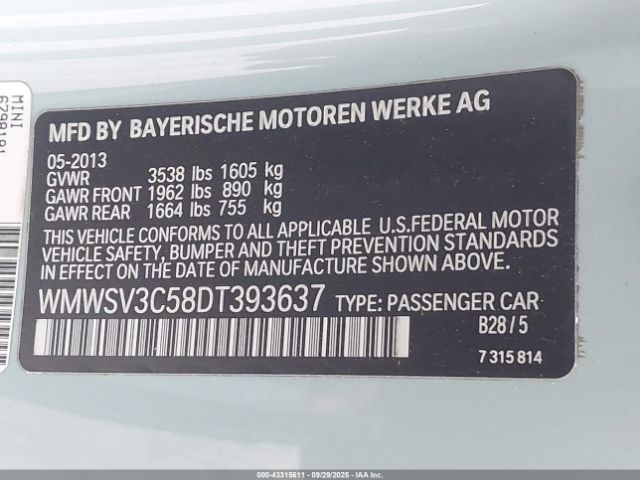 MINI
6Z99191
MFD BY BAYERISCHE MOTOREN WERKE AG
05-2013
GVWR 3538 lbs 1605 kg
GAWR FRONT 1962 lbs 890 kg
GAWR REAR 1664 lbs 755 kg
THIS VEHICLE CONFORMS TO ALL APPLICABLE U.S.FEDERAL MOTOR
VEHICLE SAFETY, BUMPER AND THEFT PREVENTION STANDARDS
IN EFFECT ON THE DATE OF MANUFACTURE SHOWN ABOVE.
WMWSV3C58DT393637 TYPE: PASSENGER CAR
B28 / 5
7 315 814
000-43315611 - 09/29/2025 - IAA, Inc.